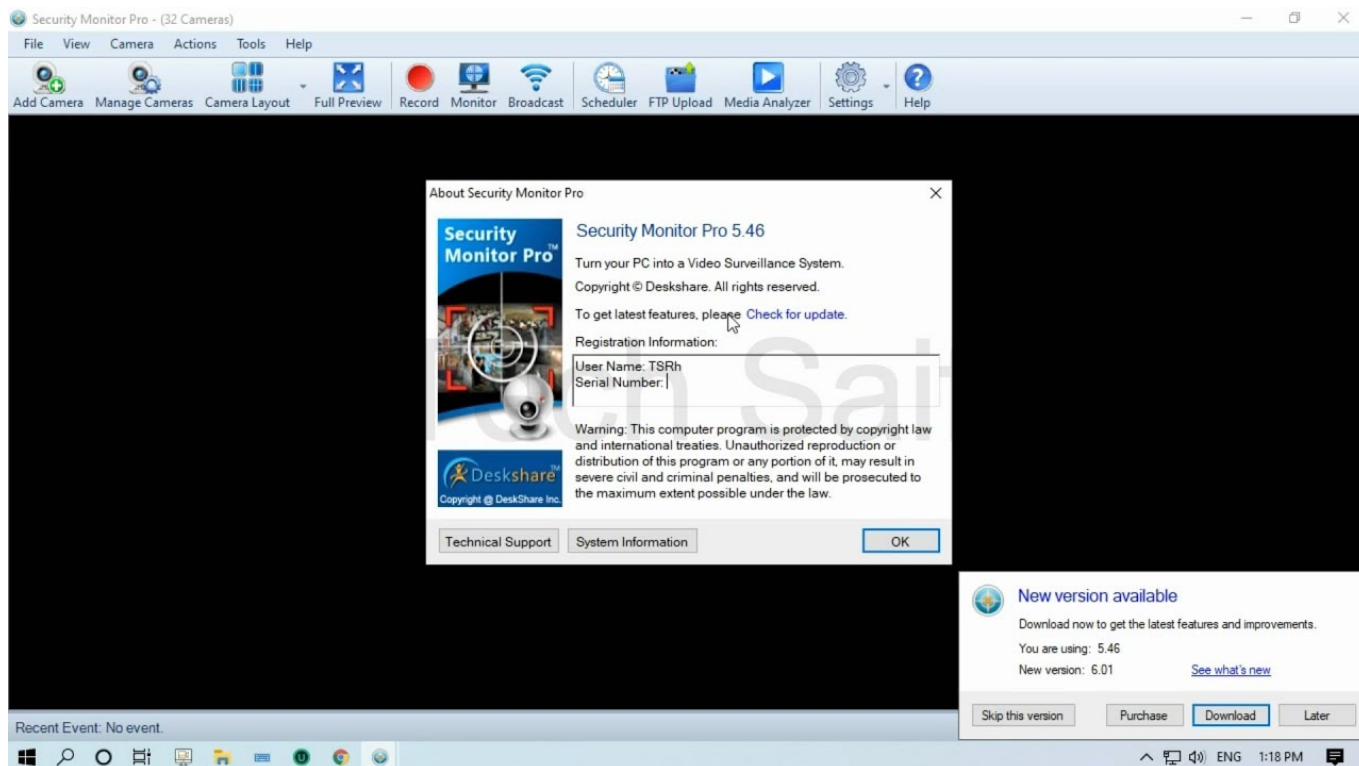 Security Monitor Pro - (32 Cameras)
File View Camera Actions Tools Help
Add Camera Manage Cameras Camera Layout Full Preview Record Monitor Broadcast Scheduler FTP Upload Media Analyzer Settings Help
About Security Monitor Pro
Security
Monitor Pro™
Deskshare™
Copyright @ DeskShare Inc.
Security Monitor Pro 5.46
Turn your PC into a Video Surveillance System.
Copyright © Deskshare. All rights reserved.
To get latest features, please Check for update.
Registration Information:
User Name: TSRh
Serial Number:
Warning: This computer program is protected by copyright law
and international treaties. Unauthorized reproduction or
distribution of this program or any portion of it, may result in
severe civil and criminal penalties, and will be prosecuted to
the maximum extent possible under the law.
Technical Support System Information OK
New version available
Download now to get the latest features and improvements.
You are using: 5.46
New version: 6.01 See what's new
Skip this version Purchase Download Later
Recent Event: No event.
ENG 1:18 PM